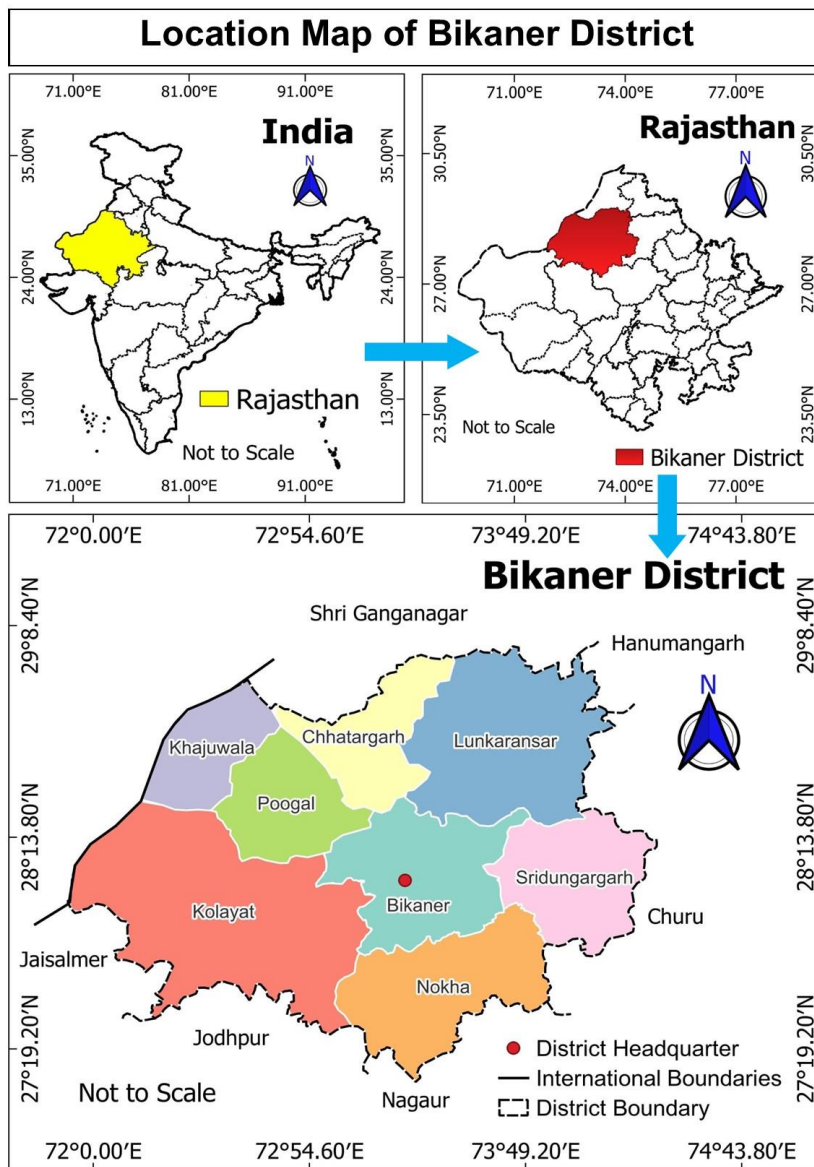 Location Map of Bikaner District
71.00°E 81.00°E 91.00°E
India
N
35.00°N 35.00°N
24.00°N 24.00°N
13.00°N 13.00°N
Rajasthan
Not to Scale
71.00°E 81.00°E 91.00°E
71.00°E 74.00°E 77.00°E
Rajasthan
N
30.50°N 30.50°N
27.00°N 27.00°N
23.50°N 23.50°N
Not to Scale
Bikaner District
71.00°E 74.00°E 77.00°E
72°0.00′E 72°54.60′E 73°49.20′E 74°43.80′E
Bikaner District
29°8.40′N 29°8.40′N
Shri Ganganagar
Hanumangarh
N
Khajuwala
Chhatargarh
Lunkaransar
Poogal
28°13.80′N 28°13.80′N
Sridungargarh
Bikaner
Kolayat
Churu
Jaisalmer
Nokha
27°19.20′N 27°19.20′N
Jodhpur
District Headquarter
International Boundaries
Not to Scale
Nagaur
District Boundary
72°0.00′E 72°54.60′E 73°49.20′E 74°43.80′E